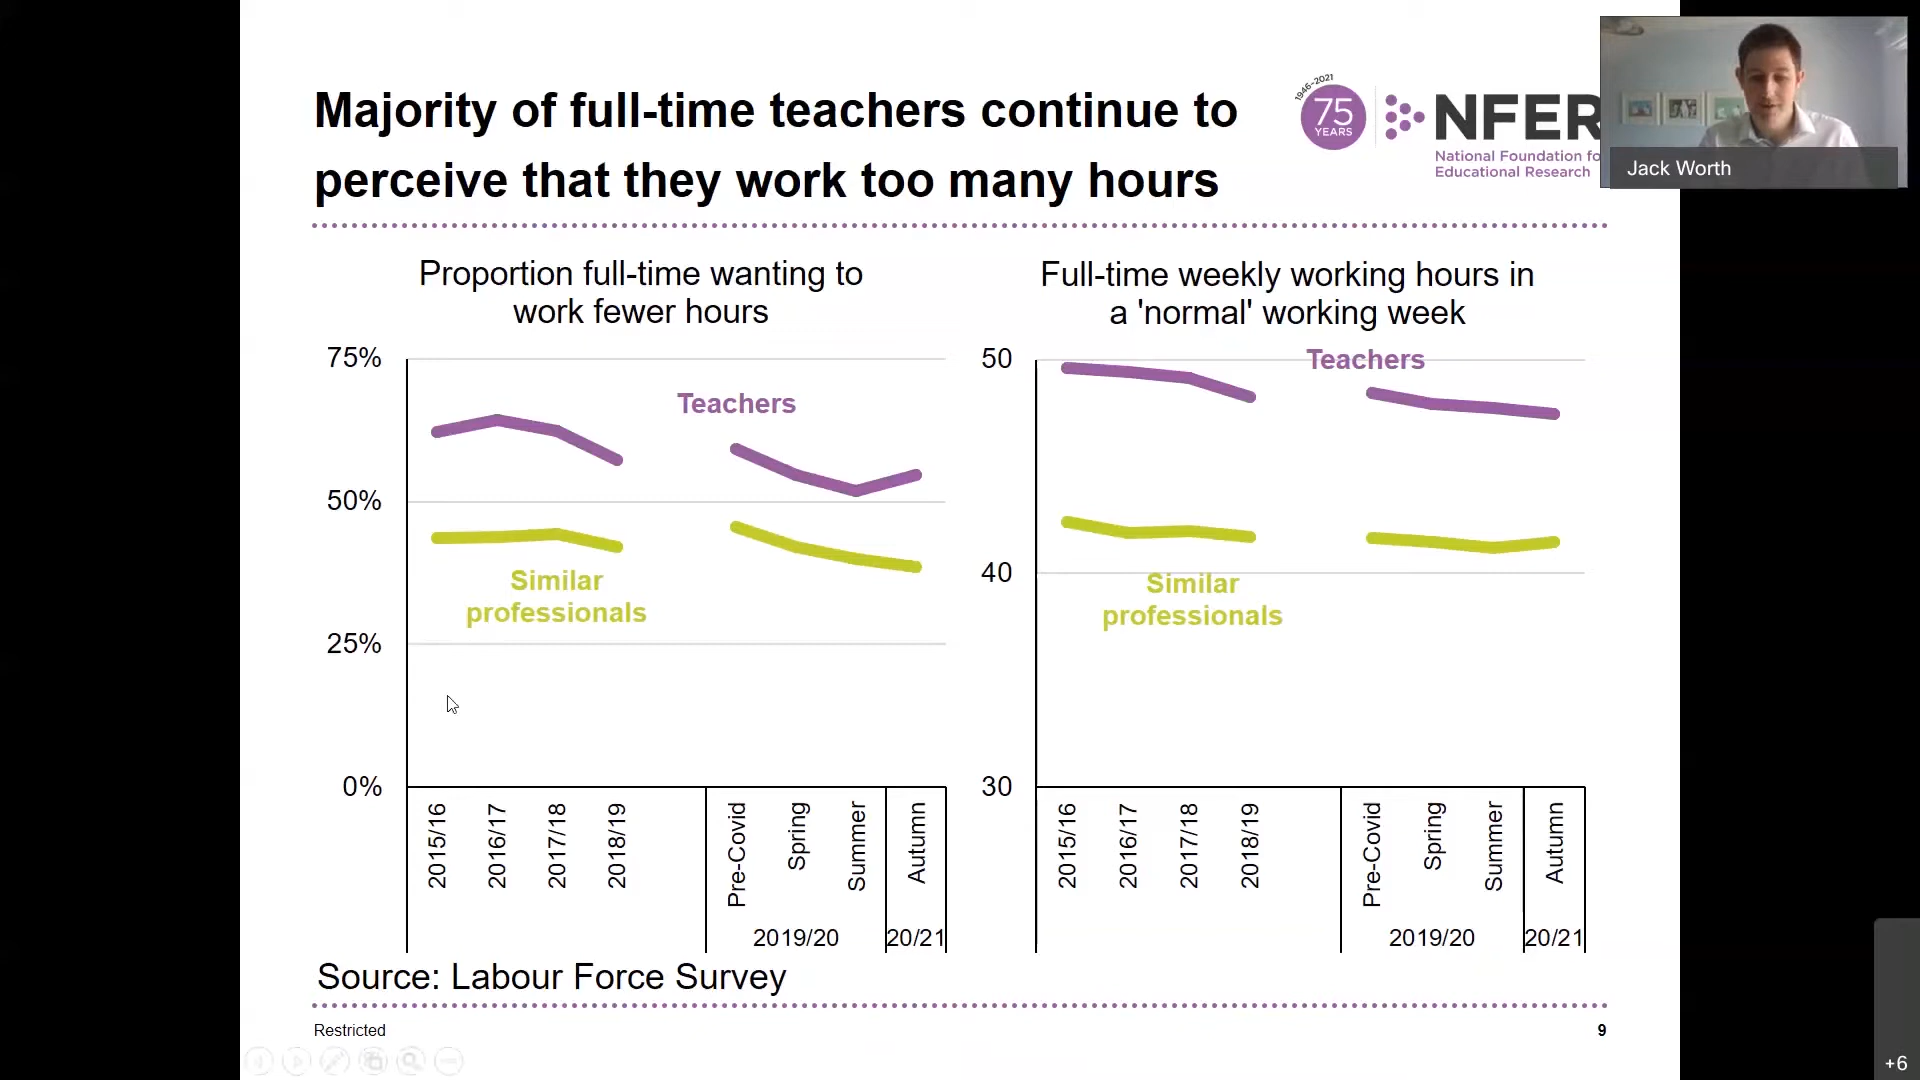 Majority of full-time teachers continue to
perceive that they work too many hours
1946-2021
75
YEARS
NFER
National Foundation fo
Educational Research
Jack Worth
Proportion full-time wanting to
work fewer hours
75%
50%
25%
0%
Teachers
Similar
professionals
2015/16
2016/17
2017/18
2018/19
Pre-Covid
Spring
Summer
Autumn
2019/20
20/21
Full-time weekly working hours in
a 'normal' working week
50
40
30
Teachers
Similar
professionals
2015/16
2016/17
2017/18
2018/19
Pre-Covid
Spring
Summer
Autumn
2019/20
20/21
Source: Labour Force Survey
Restricted
9
+6